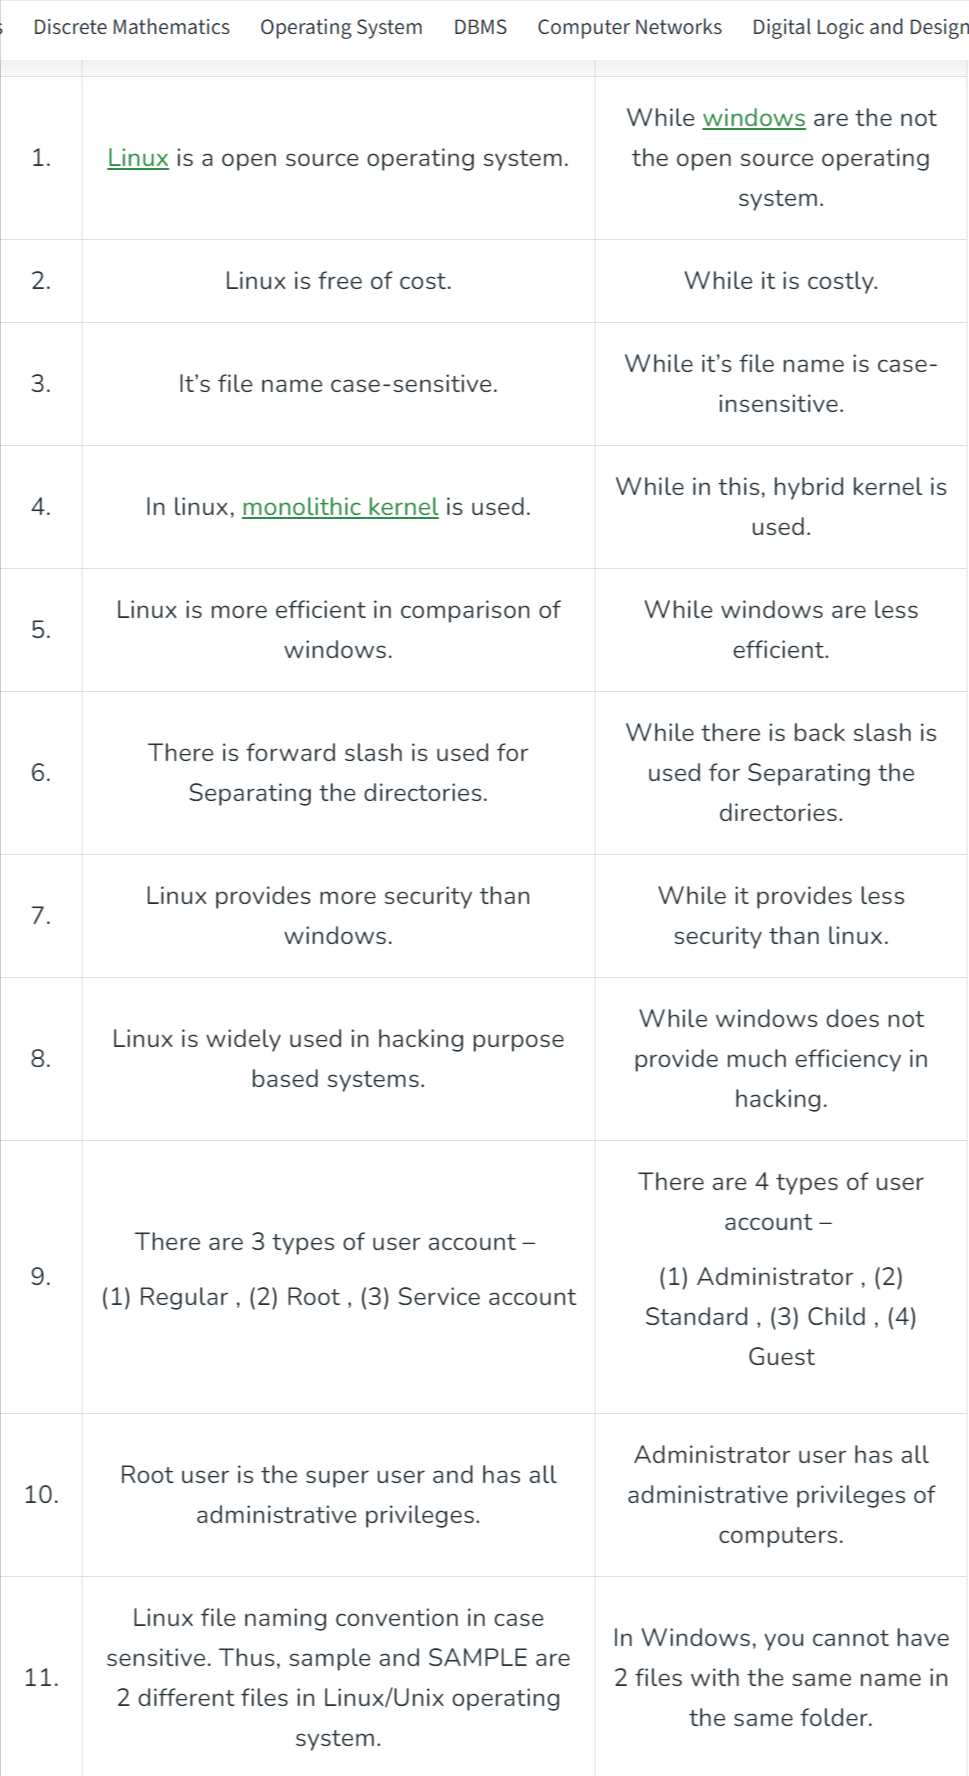 s Discrete Mathematics Operating System DBMS Computer Networks Digital Logic and Design
1.
Linux is a open source operating system.
While windows are the not
the open source operating
system.
2.
Linux is free of cost.
While it is costly.
3.
It’s file name case-sensitive.
While it’s file name is case-
insensitive.
4.
In linux, monolithic kernel is used.
While in this, hybrid kernel is
used.
5.
Linux is more efficient in comparison of
windows.
While windows are less
efficient.
6.
There is forward slash is used for
Separating the directories.
While there is back slash is
used for Separating the
directories.
7.
Linux provides more security than
windows.
While it provides less
security than linux.
8.
Linux is widely used in hacking purpose
based systems.
While windows does not
provide much efficiency in
hacking.
9.
There are 3 types of user account –
(1) Regular , (2) Root , (3) Service account
There are 4 types of user
account –
(1) Administrator , (2)
Standard , (3) Child , (4)
Guest
10.
Root user is the super user and has all
administrative privileges.
Administrator user has all
administrative privileges of
computers.
11.
Linux file naming convention in case
sensitive. Thus, sample and SAMPLE are
2 different files in Linux/Unix operating
system.
In Windows, you cannot have
2 files with the same name in
the same folder.